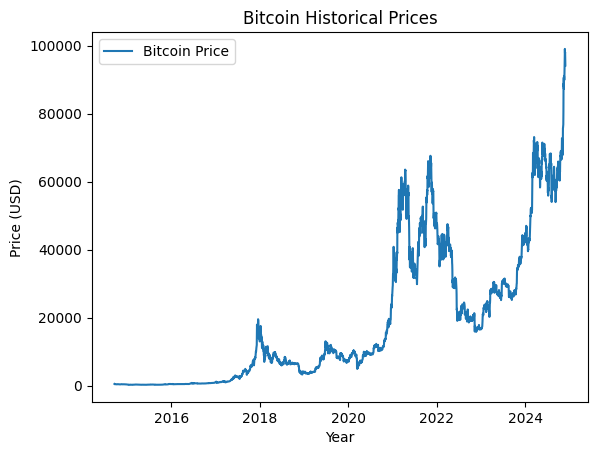 Bitcoin Historical Prices
Bitcoin Price
100000
80000
60000
40000
20000
0
Price (USD)
2016 2018 2020 2022 2024
Year